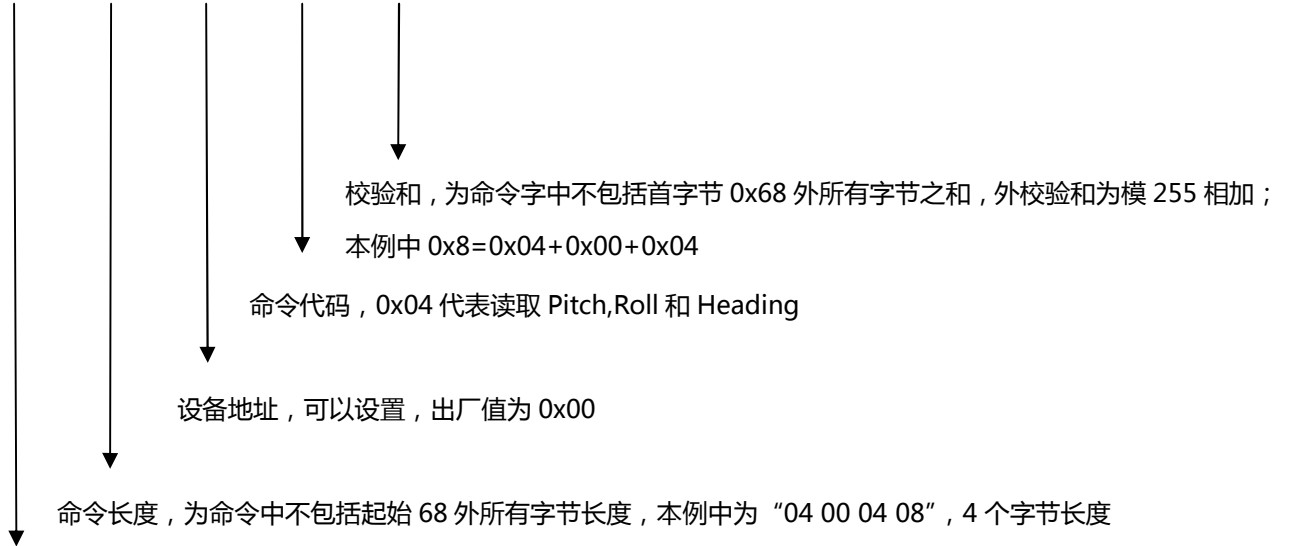 校验和，为命令字中不包括首字节 0x68 外所有字节之和，外校验和为模 255 相加；
本例中 0x8=0x04+0x00+0x04
命令代码，0x04 代表读取 Pitch,Roll 和 Heading
设备地址，可以设置，出厂值为 0x00
命令长度，为命令中不包括起始 68 外所有字节长度，本例中为“04 00 04 08”，4 个字节长度